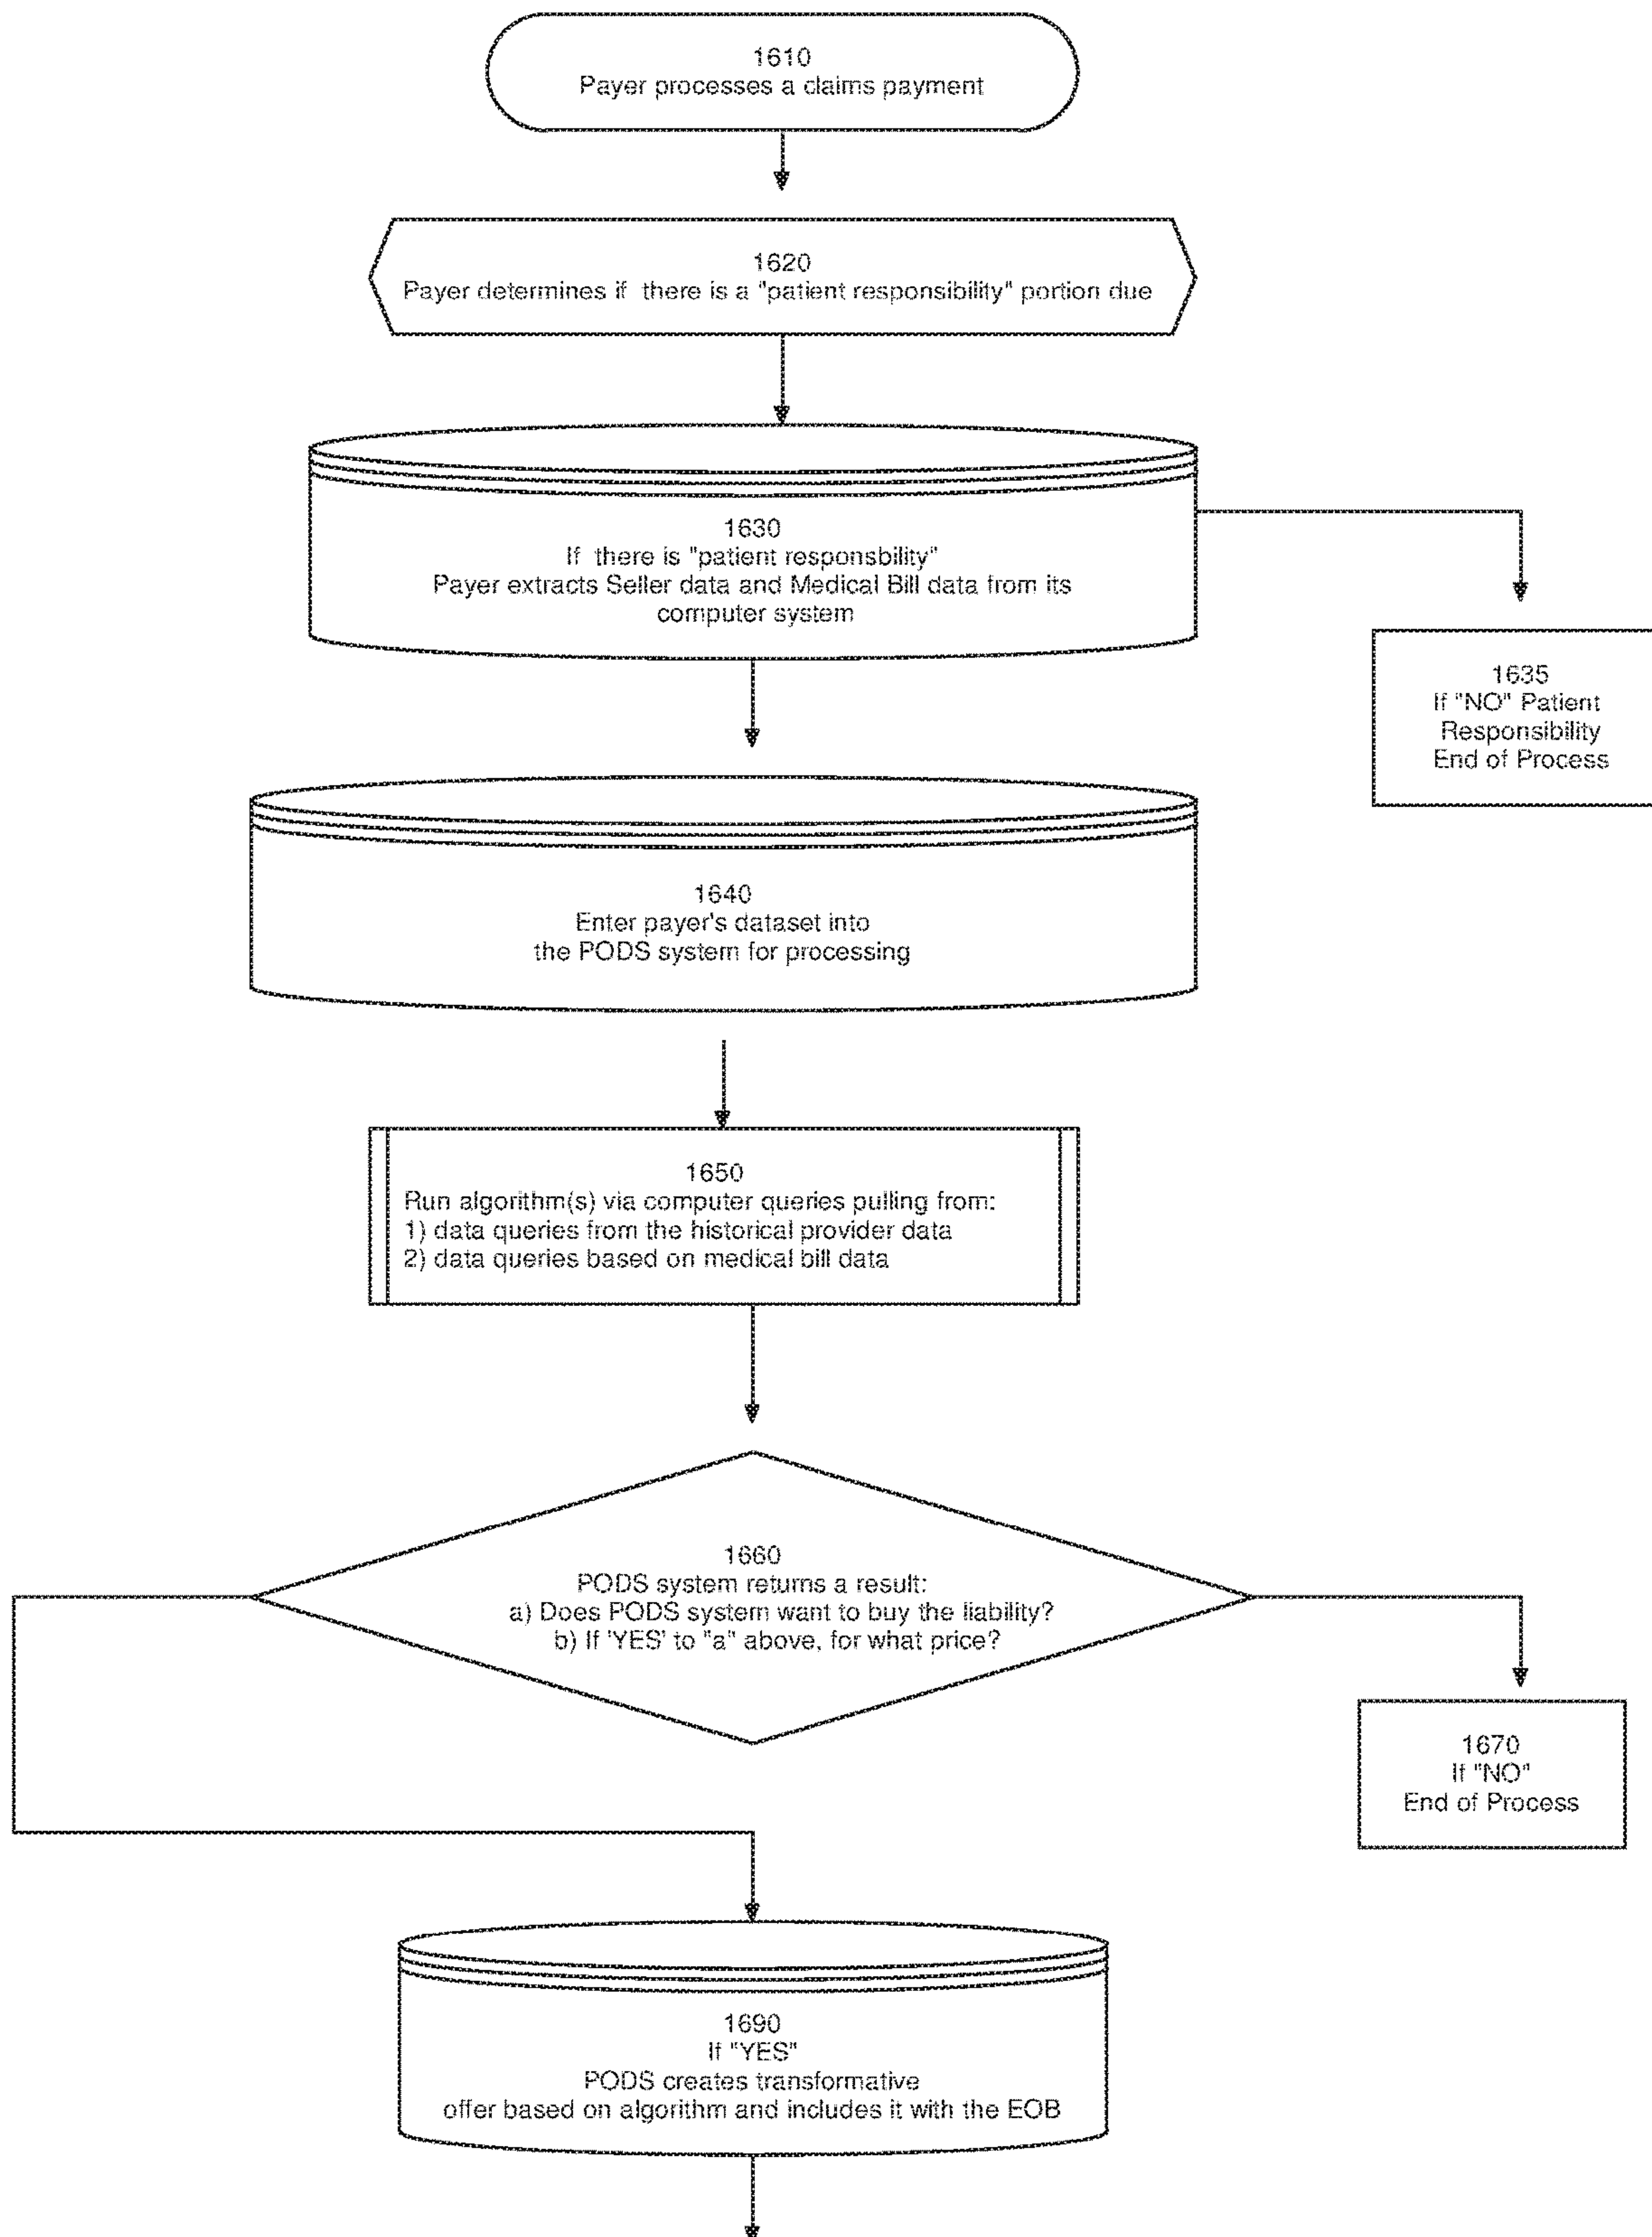 1610
Payer processes a claims payment
1620
Payer determines if there is a "patient responsibility" portion due
1630
If there is "patient responsbility"
Payer extracts Seller data and Medical Bill data from its
computer system
1635
If "NO" Patient
Responsibility
End of Process
1640
Enter payer's dataset into
the PODS system for processing
1650
Run algorithm(s) via computer queries pulling from:
1) data queries from the historical provider data
2) data queries based on medical bill data
1660
PODS system returns a result:
a) Does PODS system want to buy the liability?
b) If 'YES' to "a" above, for what price?
1670
If "NO"
End of Process
1690
If "YES"
PODS creates transformative
offer based on algorithm and includes it with the EOB